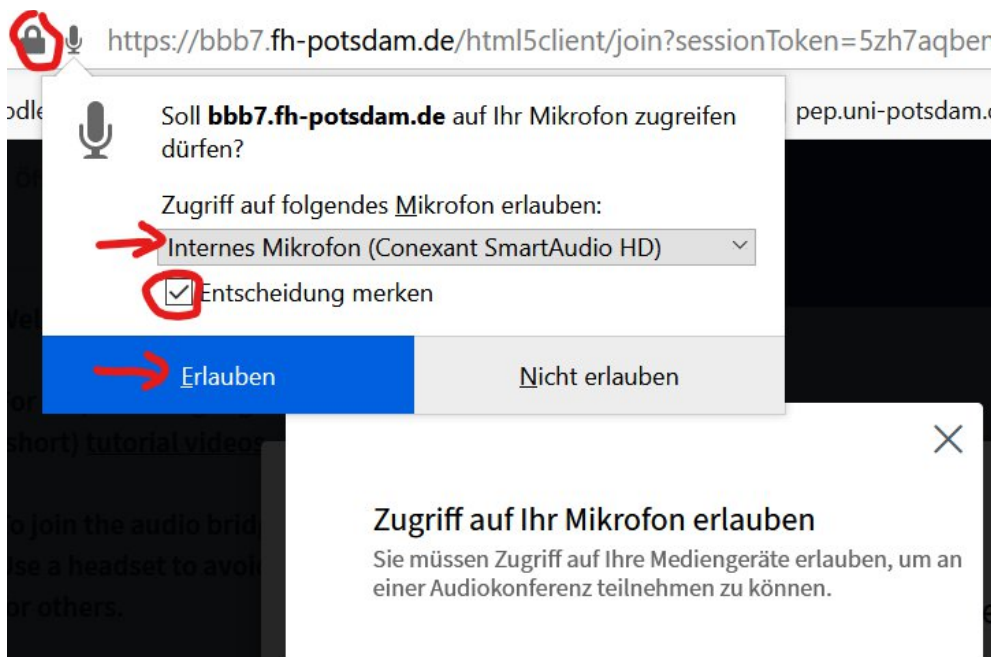 https://bbb7.fh-potsdam.de/html5client/join?sessionToken=5zh7aqber
Soll bbb7.fh-potsdam.de auf Ihr Mikrofon zugreifen
pep.uni-potsdam.
dürfen?
Zugriff auf folgendes Mikrofon erlauben:
Internes Mikrofon (Conexant SmartAudio HD)
Entscheidung merken
Erlauben
Nicht erlauben
short) tutorial videos
o join the audio brid
se a headset to avoi
or others.
Zugriff auf Ihr Mikrofon erlauben
Sie müssen Zugriff auf Ihre Mediengeräte erlauben, um an
einer Audiokonferenz teilnehmen zu können.